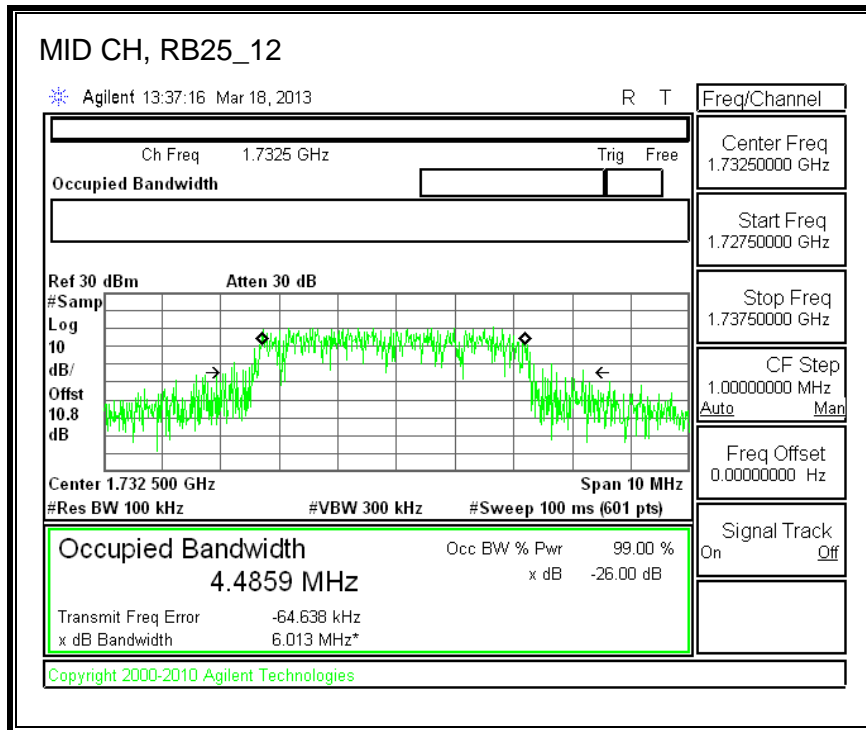 MID CH, RB25_12
Agilent 13:37:16 Mar 18, 2013 R T
Freq/Channel
Ch Freq 1.7325 GHz Trig Free
Occupied Bandwidth
Center Freq
1.73250000 GHz
Start Freq
1.72750000 GHz
Stop Freq
1.73750000 GHz
CF Step
1.00000000 MHz
Auto Man
Freq Offset
0.00000000 Hz
Signal Track
On Off
Ref 30 dBm Atten 30 dB
#Samp
Log
10
dB/
Offst
10.8
dB
Center 1.732 500 GHz Span 10 MHz
#Res BW 100 kHz #VBW 300 kHz #Sweep 100 ms (601 pts)
Occupied Bandwidth Occ BW % Pwr 99.00 %
4.4859 MHz x dB -26.00 dB
Transmit Freq Error -64.638 kHz
x dB Bandwidth 6.013 MHz*
Copyright 2000-2010 Agilent Technologies